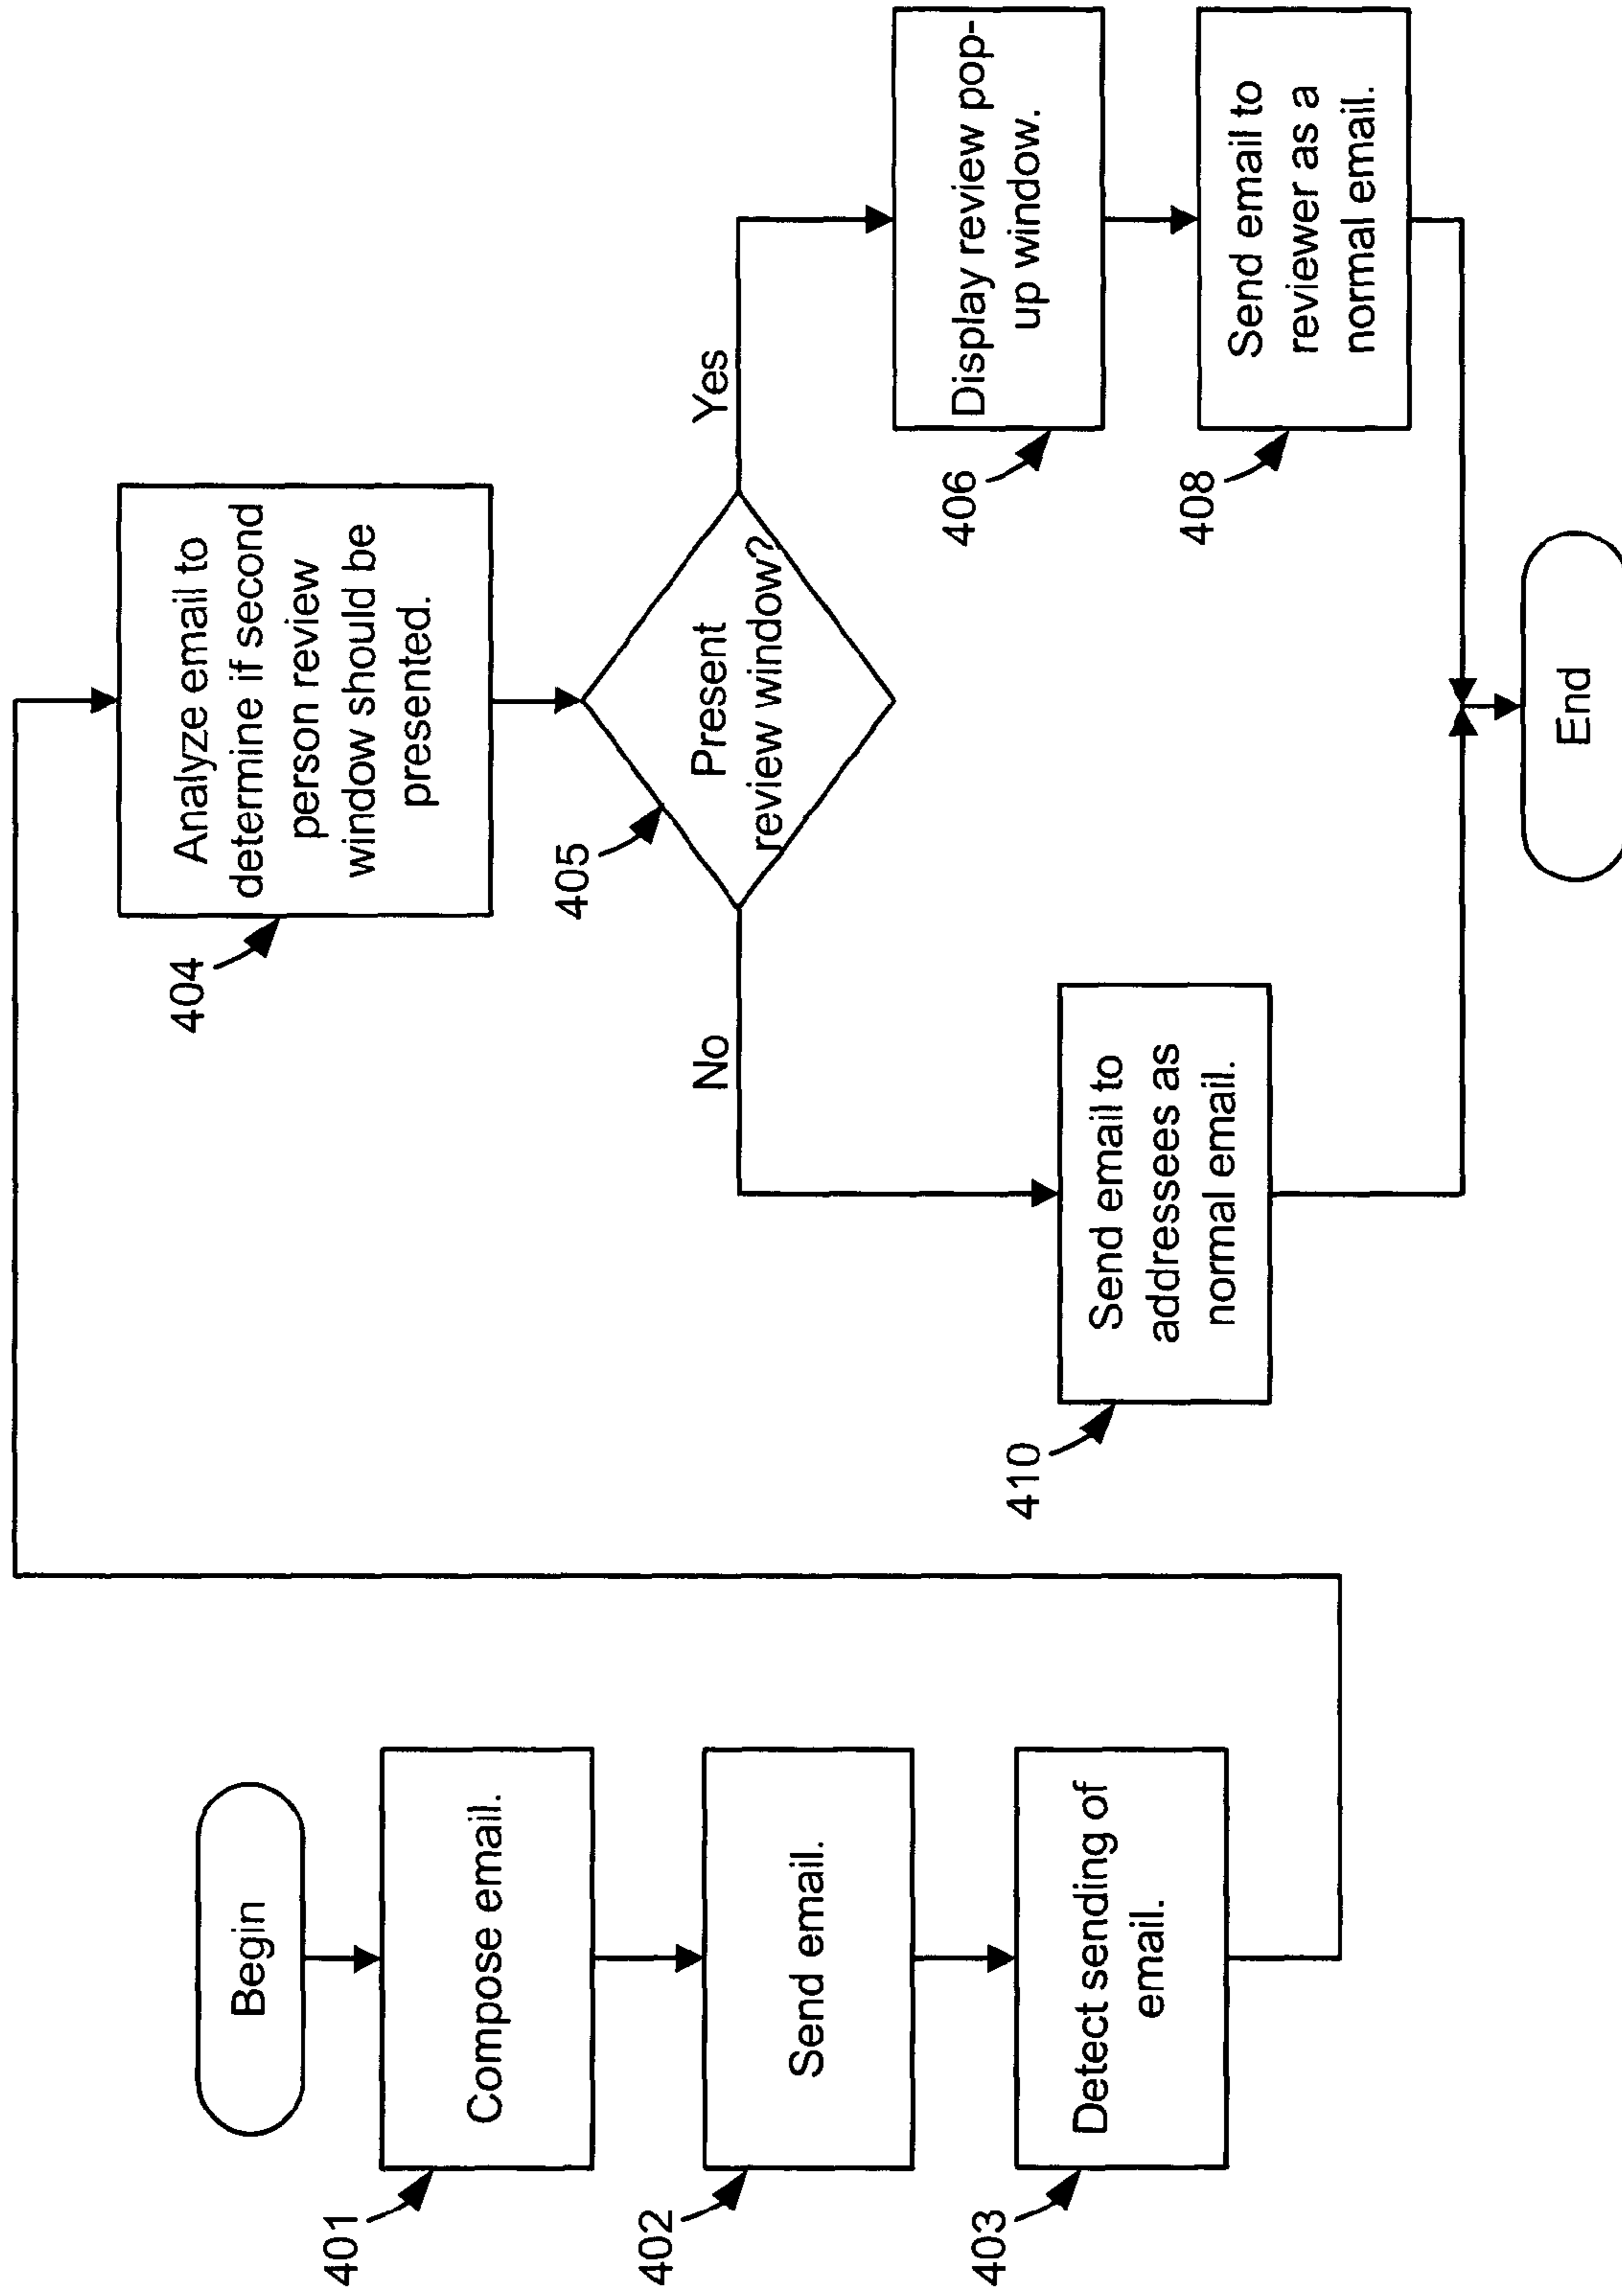 Begin
401
Compose email.
402
Send email.
403
Detect sending of
email.
404
Analyze email to
determine if second
person review
window should be
presented.
405
Present
review window?
No
Yes
410
Send email to
addressees as
normal email.
406
Display review pop-
up window.
408
Send email to
reviewer as a
normal email.
End